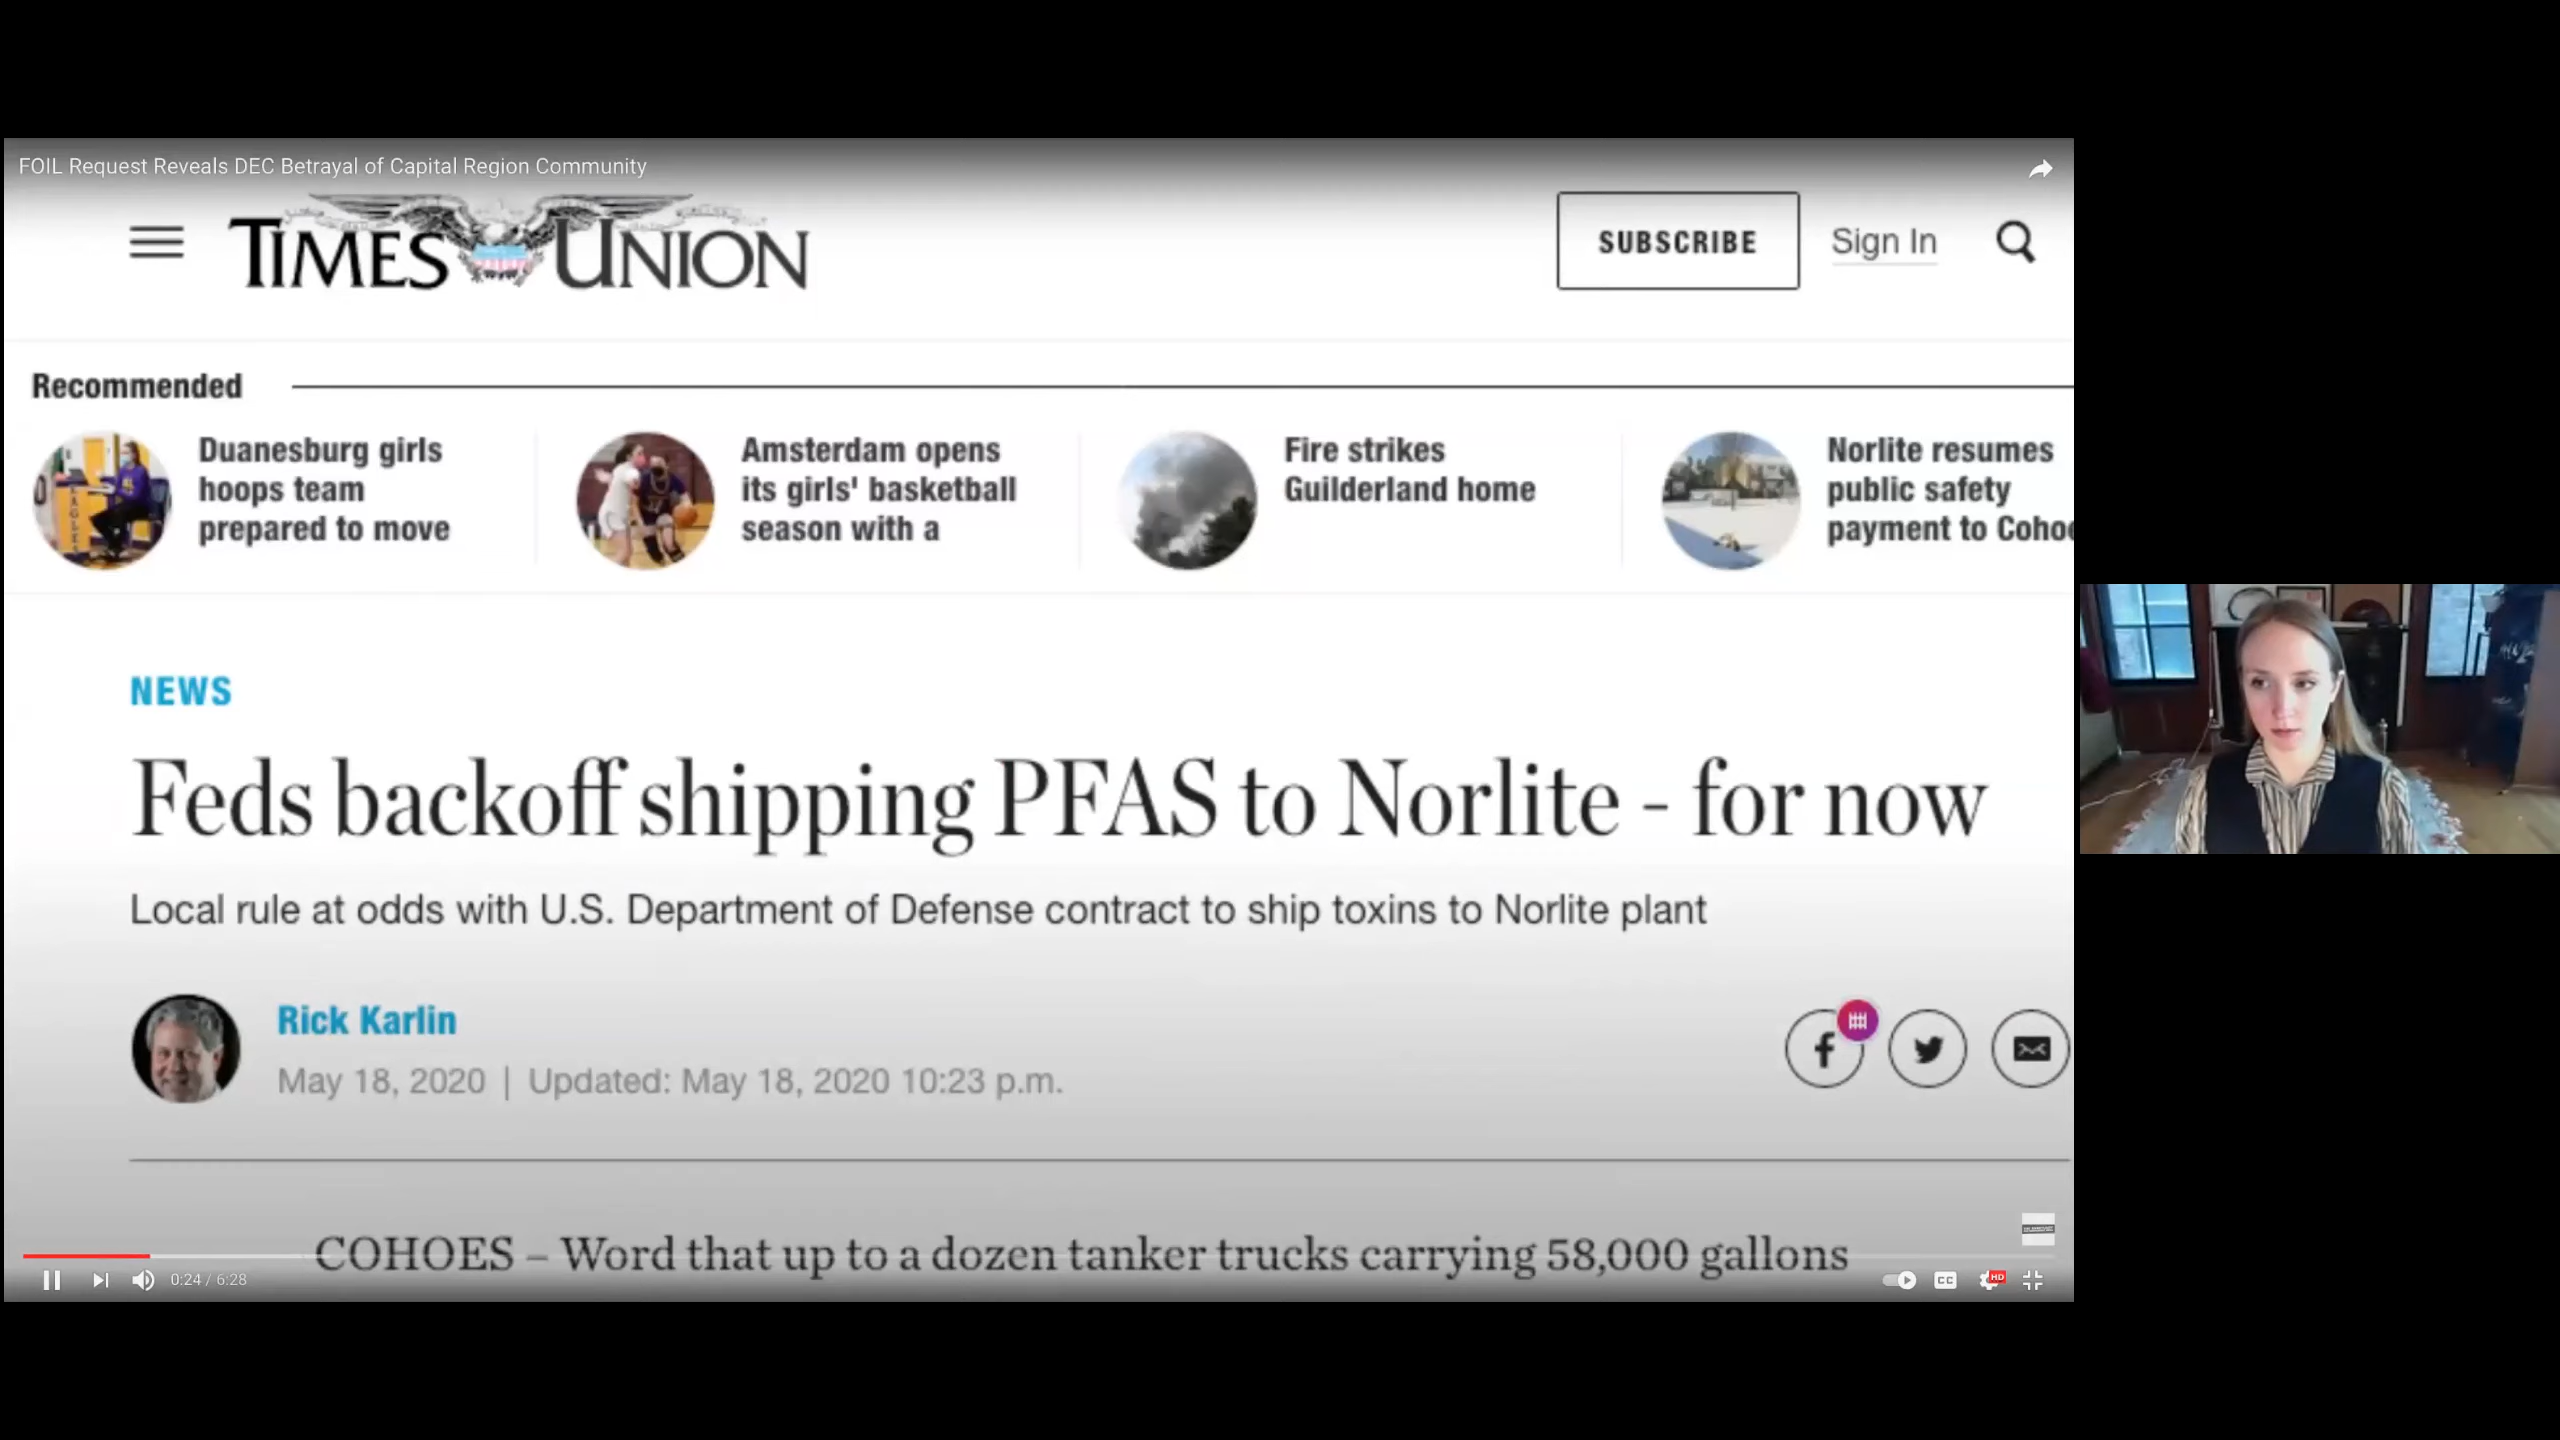 FOIL Request Reveals DEC Betrayal of Capital Region Community
TIMES UNION
SUBSCRIBE
Sign In
Recommended
Duanesburg girls
hoops team
prepared to move
Amsterdam opens
its girls' basketball
season with a
Fire strikes
Guilderland home
Norlite resumes
public safety
payment to
NEWS
Feds backoff shipping PFAS to Norlite - for now
Local rule at odds with U.S. Department of Defense contract to ship toxins to Norlite plant
Rick Karlin
May 18, 2020 | Updated: May 18, 2020 10:23 p.m.
COHOES – Word that up to a dozen tanker trucks carrying 58,000 gallons
0:24 / 6:28
CC
HD